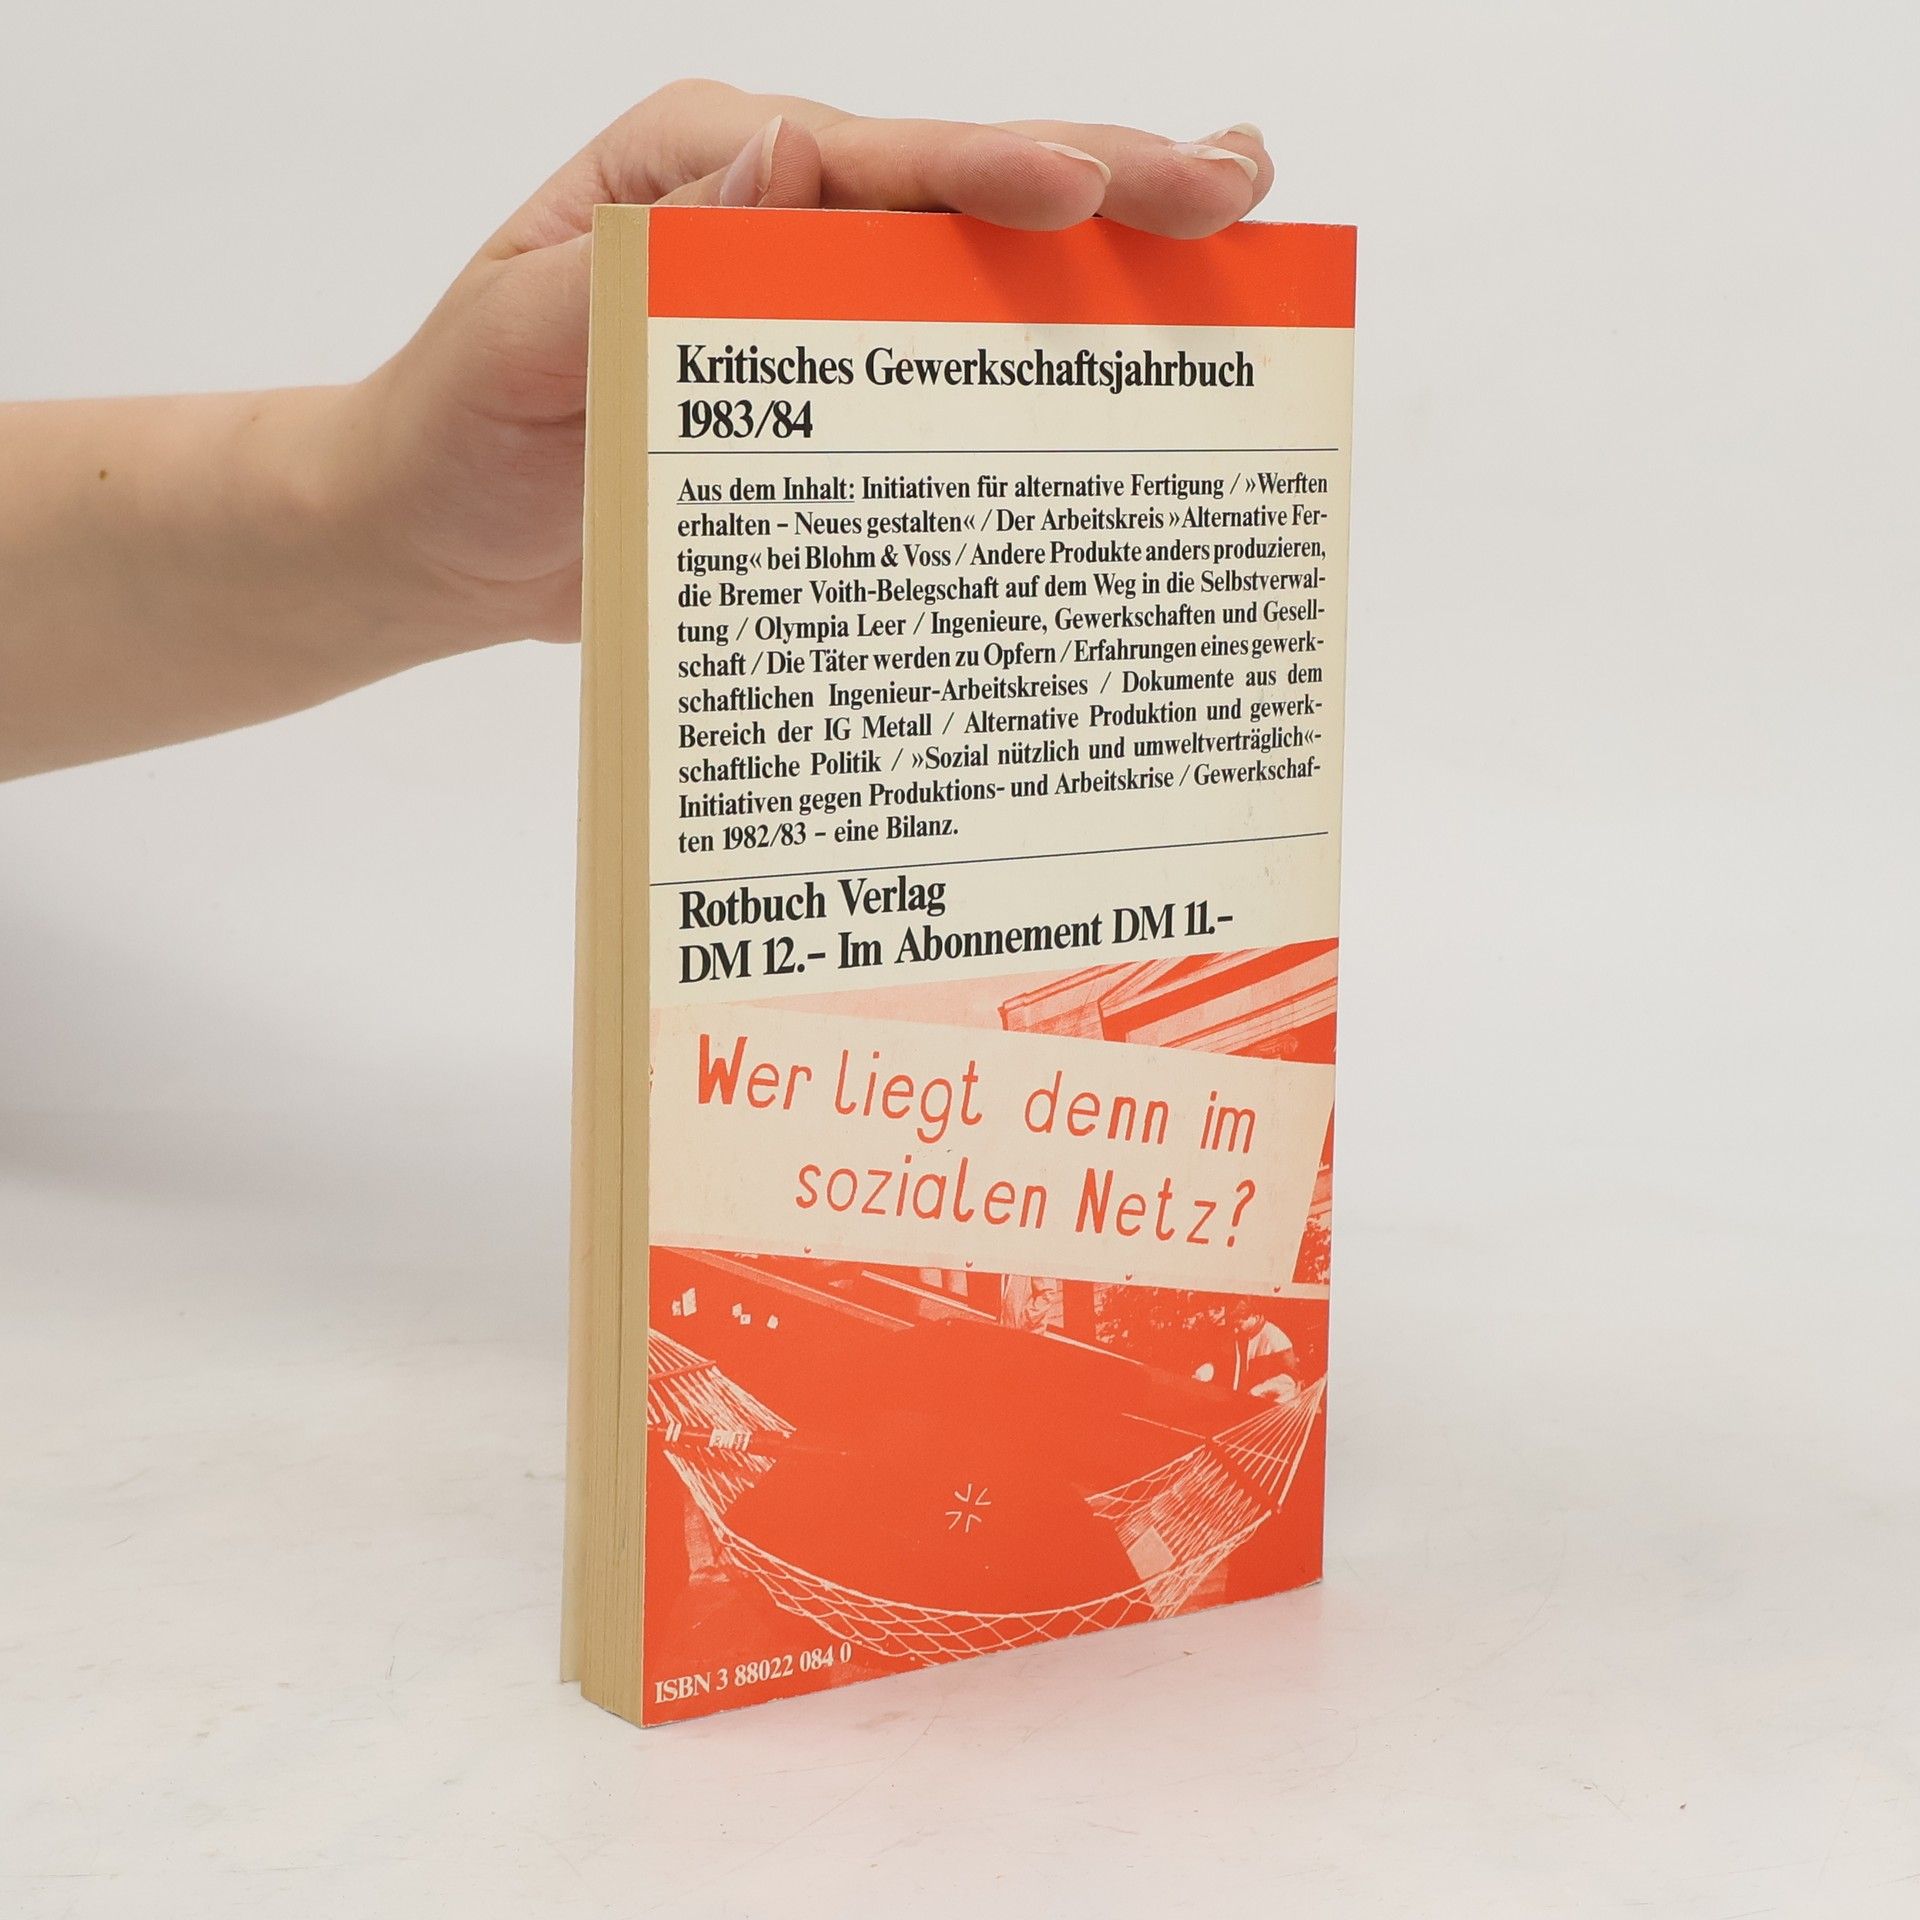 Kritisches Gewerkschaftsjahrbuch
1983/84
Aus dem Inhalt: Initiativen für alternative Fertigung / »Werften
erhalten – Neues gestalten« / Der Arbeitskreis »Alternative Fer-
tigung« bei Blohm & Voss / Andere Produkte anders produzieren,
die Bremer Voith-Belegschaft auf dem Weg in die Selbstverwal-
tung / Olympia Leer / Ingenieure, Gewerkschaften und Gesell-
schaft / Die Täter werden zu Opfern / Erfahrungen eines gewerk-
schaftlichen Ingenieur-Arbeitskreises / Dokumente aus dem
Bereich der IG Metall / Alternative Produktion und gewerk-
schaftliche Politik / »Sozial nützlich und umweltverträglich«-
Initiativen gegen Produktions- und Arbeitskrise / Gewerkschaf-
ten 1982/83 – eine Bilanz.
Rotbuch Verlag
DM 12.– Im Abonnement DM 11.–
Wer liegt denn im
sozialen Netz?
ISBN 3 88022 084 0